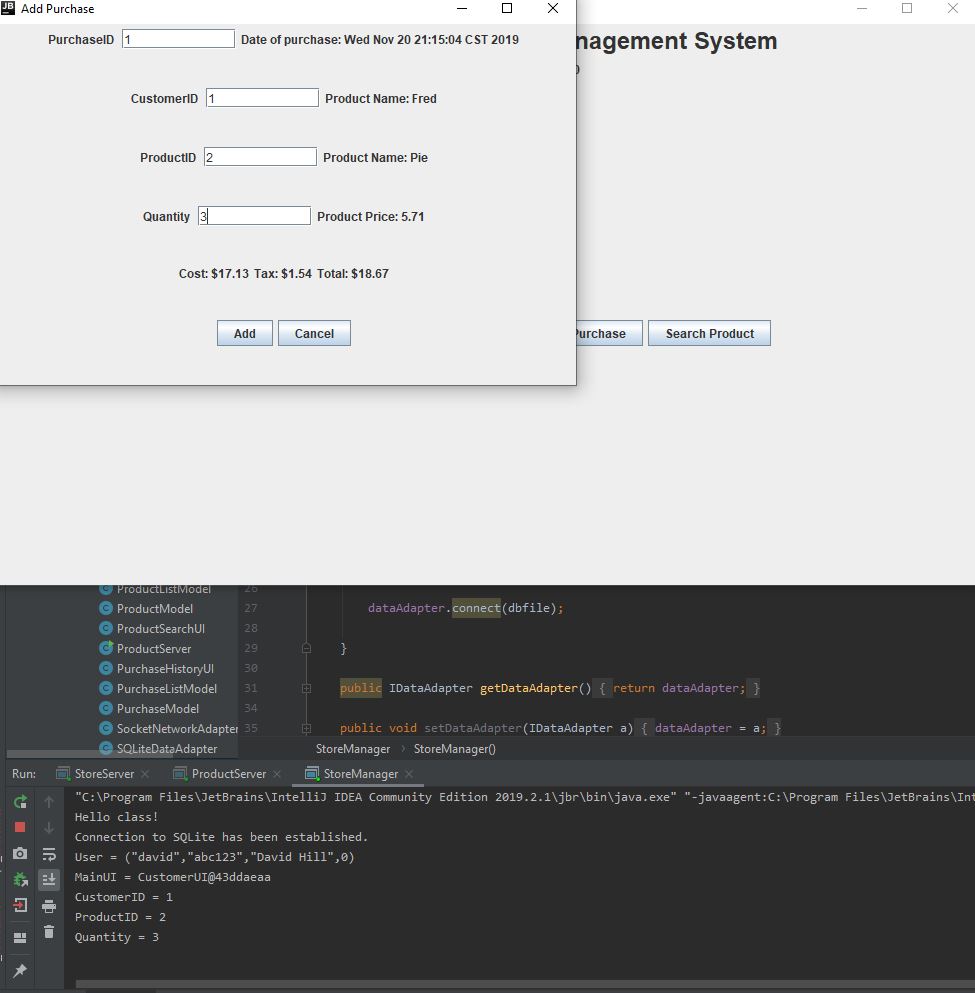 JB Add Purchase
nagement System
PurchaseID 1 Date of purchase: Wed Nov 20 21:15:04 CST 2019
CustomerID 1 Product Name: Fred
ProductID 2 Product Name: Pie
Quantity 3 Product Price: 5.71
Cost: $17.13 Tax: $1.54 Total: $18.67
Add Cancel
Purchase Search Product
ProductListModel 26
ProductModel 27 dataAdapter.connect(dbfile);
ProductSearchUI 28
ProductServer 29 }
PurchaseHistoryUI 30
PurchaseListModel 31 public IDataAdapter getDataAdapter() { return dataAdapter; }
PurchaseModel 34
SocketNetworkAdapter 35 public void setDataAdapter(IDataAdapter a) { dataAdapter = a; }
SQLiteDataAdapter
StoreManager › StoreManager()
Run: StoreServer ProductServer StoreManager
"C:\Program Files\JetBrains\IntelliJ IDEA Community Edition 2019.2.1\jbr\bin\java.exe" "-javaagent:C:\Program Files\JetBrains\Int
Hello class!
Connection to SQLite has been established.
User = ("david","abc123","David Hill",0)
MainUI = CustomerUI@43ddaeaa
CustomerID = 1
ProductID = 2
Quantity = 3